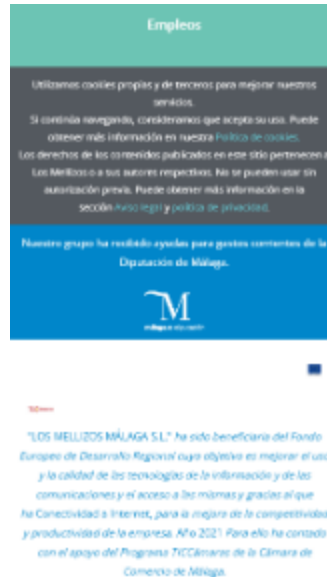 Empleos
Utilizamos cookies propias y de terceros para mejorar nuestros
servicios.
Si continúa navegando, consideramos que acepta su uso. Puede
obtener más información en nuestra Política de cookies.
Los derechos de los contenidos publicados en este sitio pertenecen a
Los Mellizos o a sus autores respectivos. No se pueden usar sin
autorización previa. Puede obtener más información en la
sección Aviso legal y política de privacidad.
Nuestro grupo ha recibido ayudas para gastos corrientes de la
Diputación de Málaga.
M
"LOS MELLIZOS MÁLAGA S.L." ha sido beneficiaria del Fondo
Europeo de Desarrollo Regional cuyo objetivo es mejorar el uso
y la calidad de las tecnologías de la información y de las
comunicaciones y el acceso a las mismas y gracias al que
ha Conectividad a Internet, para la mejora de la competitividad
y productividad de la empresa. Año 2021 Para ello ha contado
con el apoyo del Programa TICCámaras de la Cámara de
Comercio de Málaga.